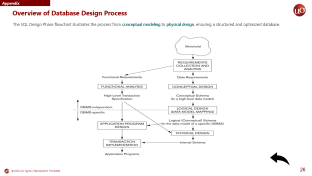 Appendix
Overview of Database Design Process
The UQ Design Phase flowchart illustrates the process from conceptual modeling to physical design, ensuring a structured and optimized database.
Miniworld
REQUIREMENTS
COLLECTION AND
ANALYSIS
Functional Requirements
Data Requirements
FUNCTIONAL ANALYSIS
CONCEPTUAL DESIGN
High-Level Transaction
Specification
Conceptual Schema
(In a high-level data model)
DBMS-independent
DBMS-specific
LOGICAL DESIGN
(DATA MODEL MAPPING)
Logical (Conceptual) Schema
(In the data model of a specific DBMS)
APPLICATION PROGRAM
DESIGN
PHYSICAL DESIGN
TRANSACTION
IMPLEMENTATION
Internal Schema
Application Programs
26